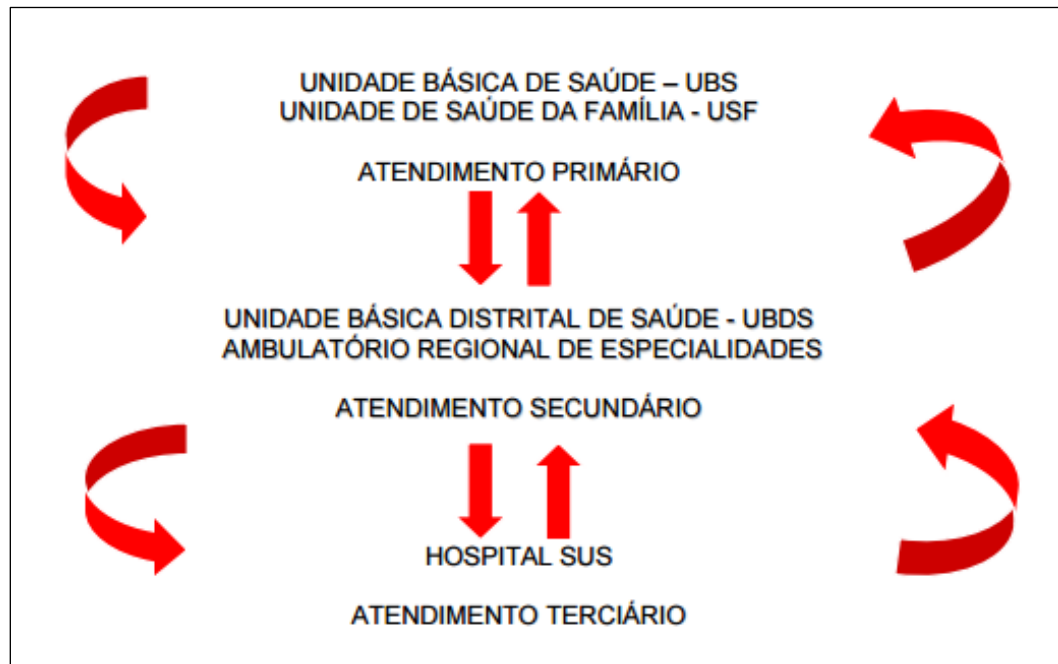 UNIDADE BÁSICA DE SAÚDE – UBS
UNIDADE DE SAÚDE DA FAMÍLIA - USF
ATENDIMENTO PRIMÁRIO
UNIDADE BÁSICA DISTRITAL DE SAÚDE - UBDS
AMBULATÓRIO REGIONAL DE ESPECIALIDADES
ATENDIMENTO SECUNDÁRIO
HOSPITAL SUS
ATENDIMENTO TERCIÁRIO